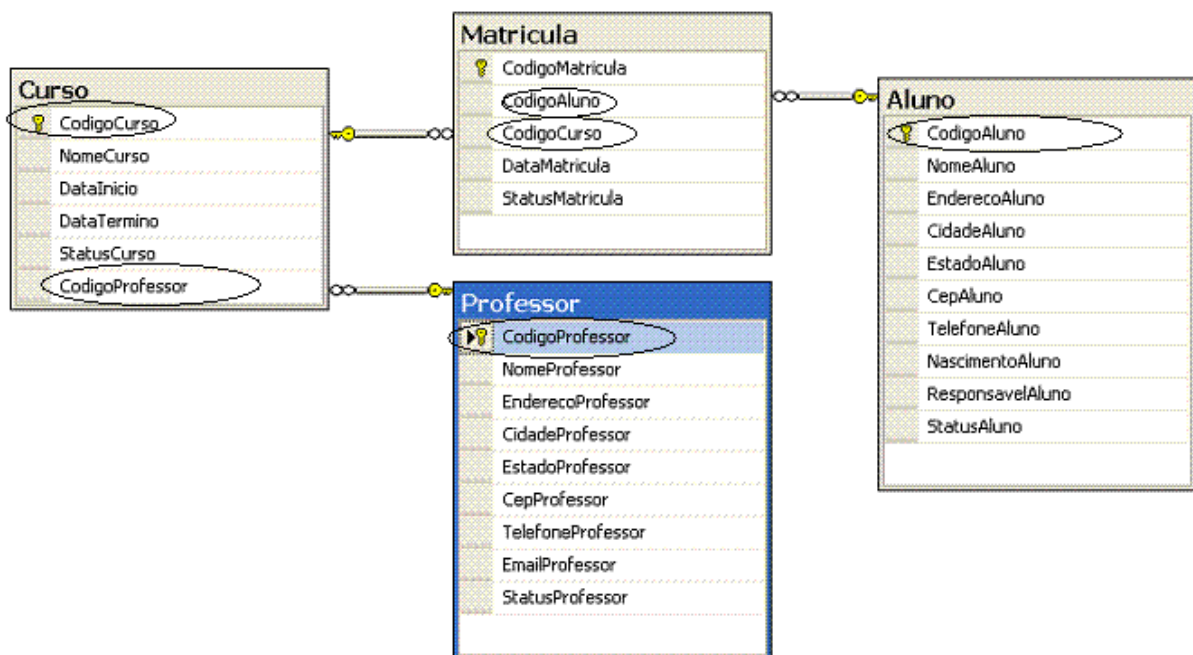 Curso
CodigoCurso
NomeCurso
DataInicio
DataTermino
StatusCurso
CodigoProfessor
Matricula
CodigoMatricula
CodigoAluno
CodigoCurso
DataMatricula
StatusMatricula
Professor
CodigoProfessor
NomeProfessor
EnderecoProfessor
CidadeProfessor
EstadoProfessor
CepProfessor
TelefoneProfessor
EmailProfessor
StatusProfessor
Aluno
CodigoAluno
NomeAluno
EnderecoAluno
CidadeAluno
EstadoAluno
CepAluno
TelefoneAluno
NascimentoAluno
ResponsavelAluno
StatusAluno